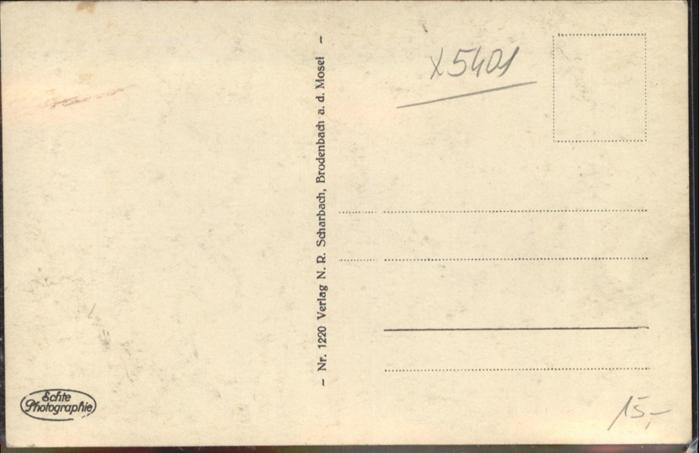 x5401
– Nr. 1220 Verlag N. R. Scharbach, Brodenbach a. d. Mosel –
Echte
Photographie
15,-